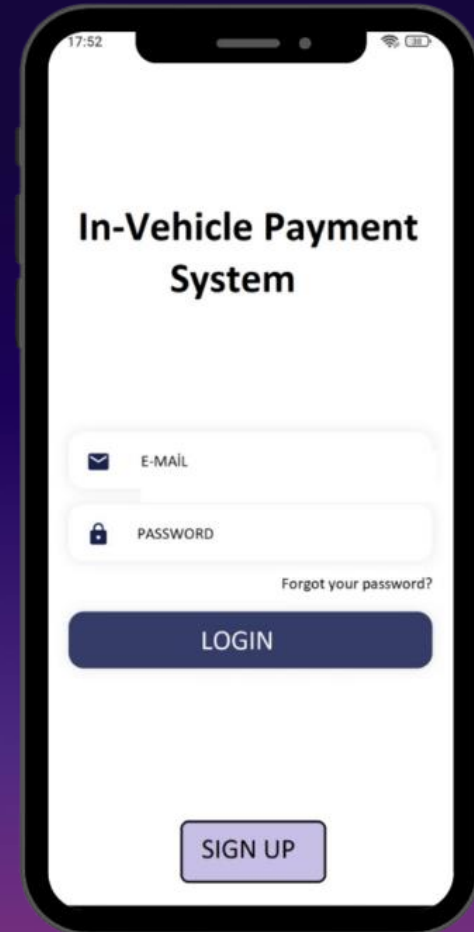 17:52
In-Vehicle Payment
System
E-MAİL
PASSWORD
Forgot your password?
LOGIN
SIGN UP